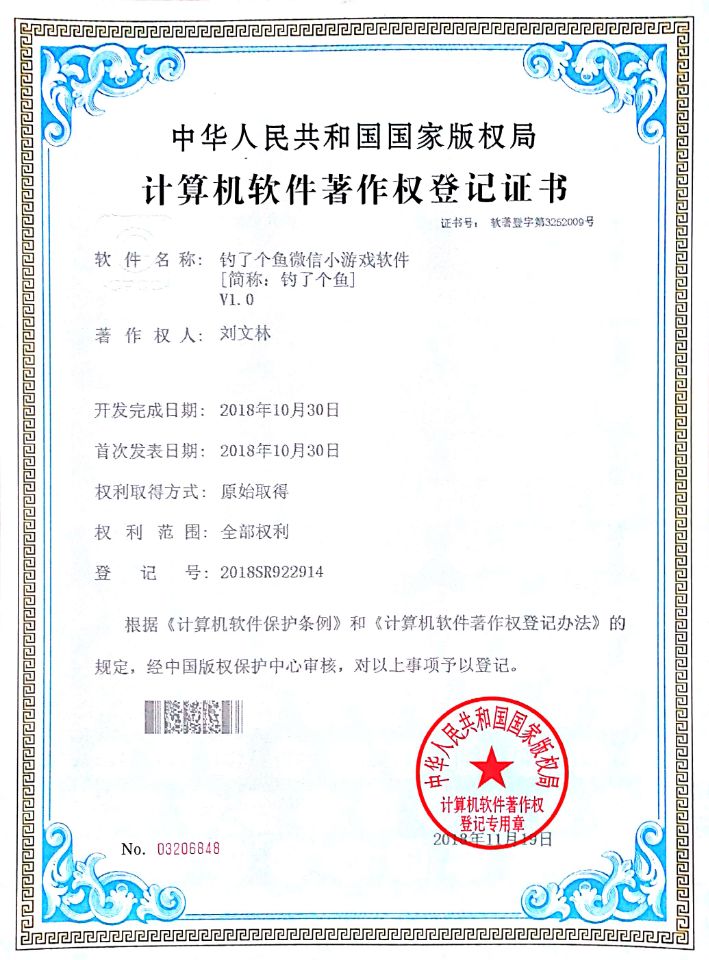 中华人民共和国国家版权局
计算机软件著作权登记证书
证书号： 软著登字第3252009号
软件名称： 钓了个鱼微信小游戏软件
[简称：钓了个鱼]
V1.0
著作权人： 刘文林
开发完成日期： 2018年10月30日
首次发表日期： 2018年10月30日
权利取得方式： 原始取得
权利范围： 全部权利
登记号： 2018SR922914
根据《计算机软件保护条例》和《计算机软件著作权登记办法》的
规定，经中国版权保护中心审核，对以上事项予以登记。
中华人民共和国国家版权局
计算机软件著作权
登记专用章
2018年11月19日
No. 03206848